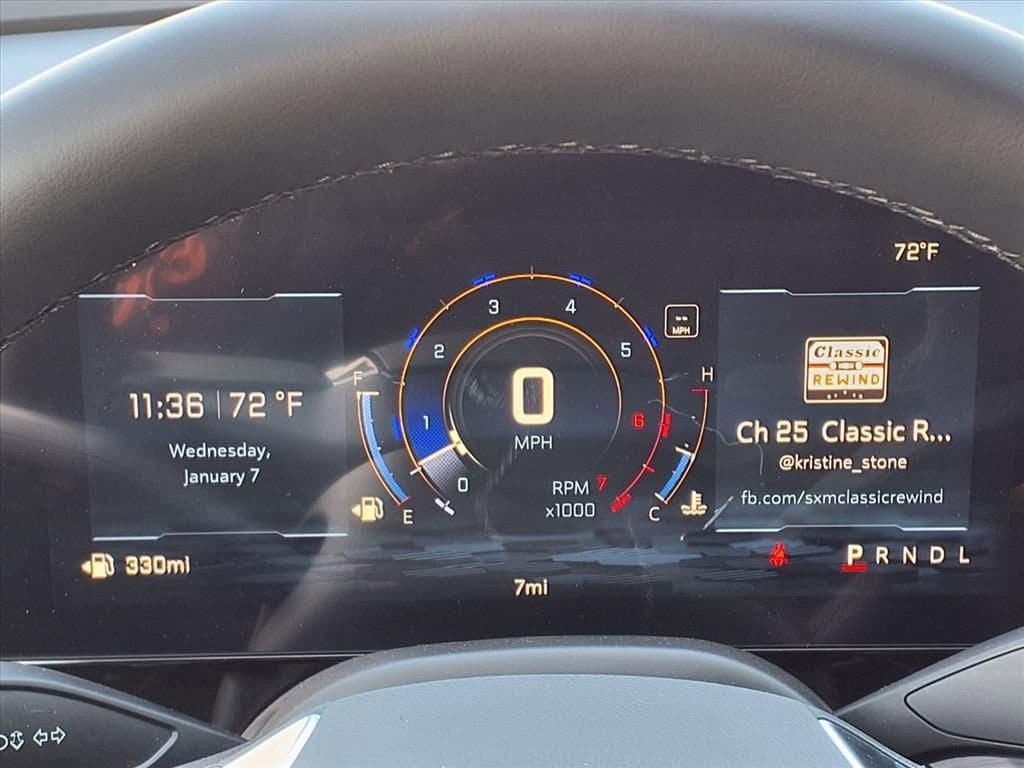 72°F
11:36 | 72 °F
Wednesday,
January 7
F
E
330mi
0
1
2
3
4
5
6
7
0
MPH
RPM
x1000
7mi
-- MPH
H
C
Classic
REWIND
Ch 25 Classic R...
@kristine_stone
fb.com/sxmclassicrewind
P R N D L